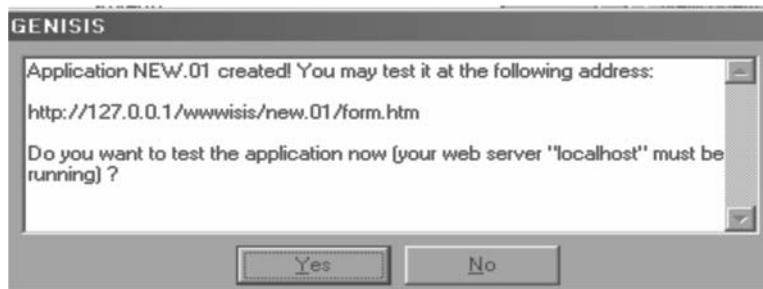 GENISIS
Application NEW.01 created! You may test it at the following address:
http://127.0.0.1/wwwisis/new.01/form.htm
Do you want to test the application now (your web server "localhost" must be
running) ?
Yes No